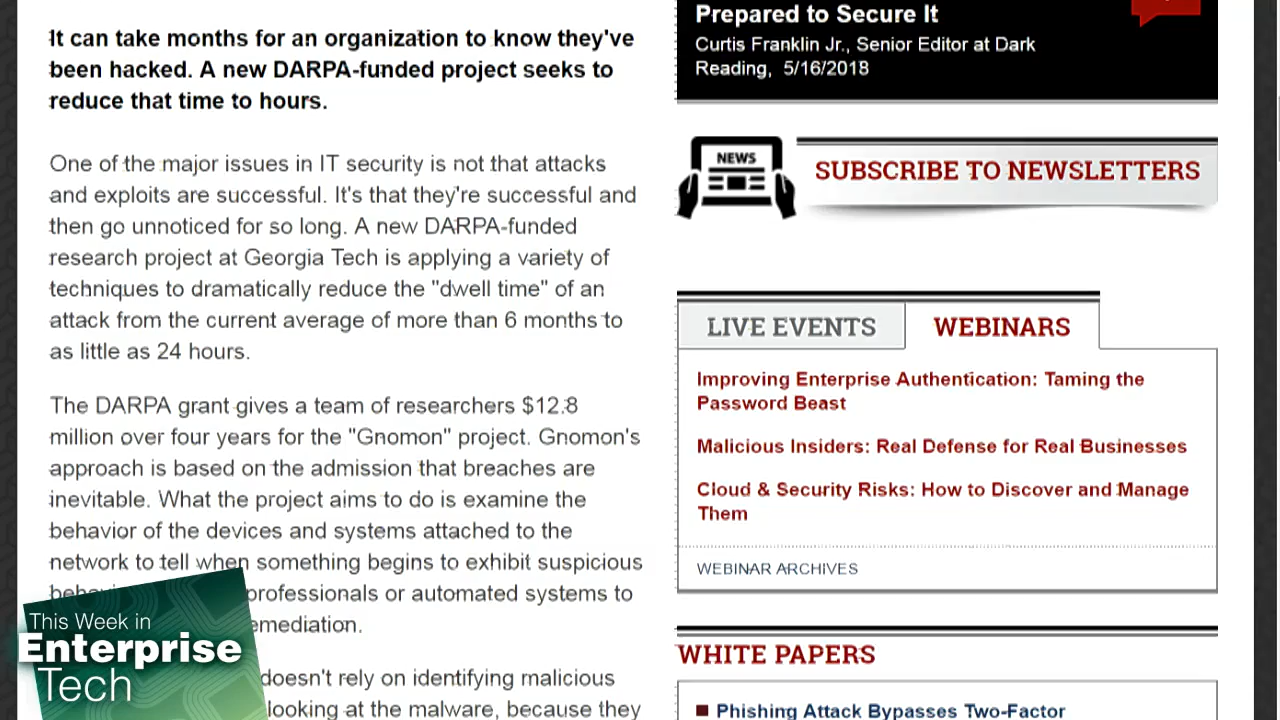 It can take months for an organization to know they've
been hacked. A new DARPA-funded project seeks to
reduce that time to hours.
One of the major issues in IT security is not that attacks
and exploits are successful. It's that they're successful and
then go unnoticed for so long. A new DARPA-funded
research project at Georgia Tech is applying a variety of
techniques to dramatically reduce the "dwell time" of an
attack from the current average of more than 6 months to
as little as 24 hours.
The DARPA grant gives a team of researchers $12.8
million over four years for the "Gnomon" project. Gnomon's
approach is based on the admission that breaches are
inevitable. What the project aims to do is examine the
behavior of the devices and systems attached to the
network to tell when something begins to exhibit suspicious
professionals or automated systems to
emediation.
doesn't rely on identifying malicious
looking at the malware, because they
This Week in
Enterprise
Tech
Prepared to Secure It
Curtis Franklin Jr., Senior Editor at Dark
Reading, 5/16/2018
NEWS
SUBSCRIBE TO NEWSLETTERS
LIVE EVENTS
WEBINARS
Improving Enterprise Authentication: Taming the
Password Beast
Malicious Insiders: Real Defense for Real Businesses
Cloud & Security Risks: How to Discover and Manage
Them
WEBINAR ARCHIVES
WHITE PAPERS
Phishing Attack Bypasses Two-Factor